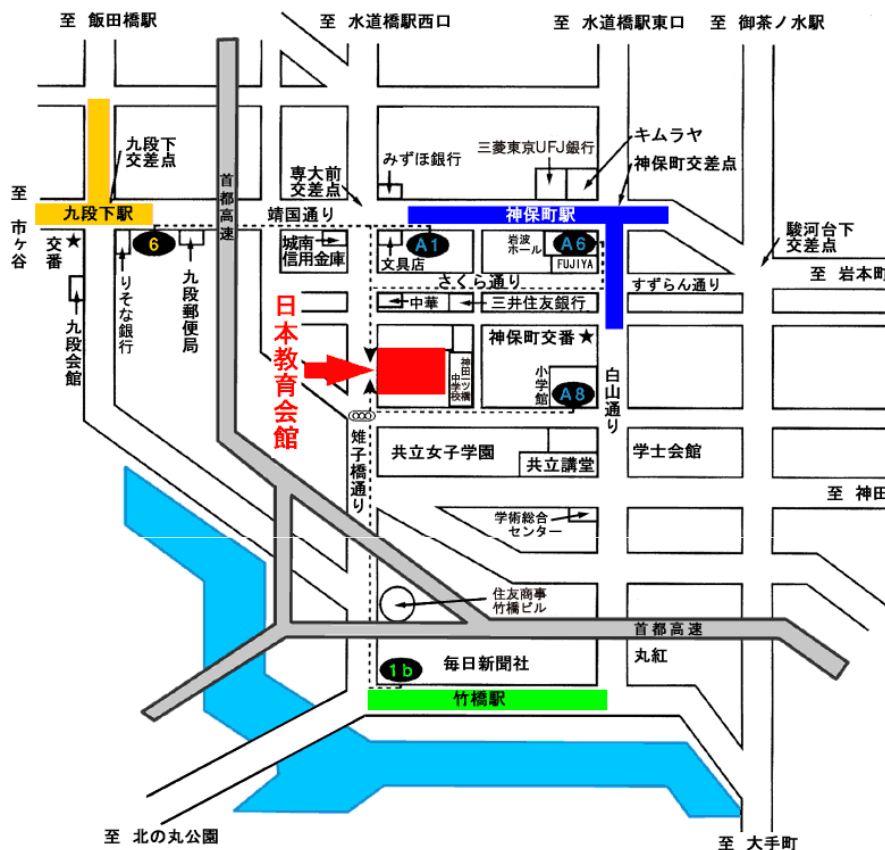 至 飯田橋駅
至 水道橋駅西口
至 水道橋駅東口
至 御茶ノ水駅
九段下
交差点
首都高速
専大前
交差点
みずほ銀行
三菱東京UFJ銀行
キムラヤ
神保町交差点
至 市ヶ谷
九段下駅
靖国通り
神保町駅
駿河台下
交差点
交番
6
城南
信用金庫
文具店
A1
岩波
ホール
A6
FUJIYA
さくら通り
すずらん通り
至 岩本町
りそな銀行
九段郵便局
九段会館
中華
三井住友銀行
日本教育会館
神保町交番
神田一ツ橋
中学校
小学館
A8
白山通り
雉子橋通り
共立女子学園
共立講堂
学士会館
至 神田
学術総合
センター
住友商事
竹橋ビル
首都高速
丸紅
毎日新聞社
1b
竹橋駅
至 北の丸公園
至 大手町